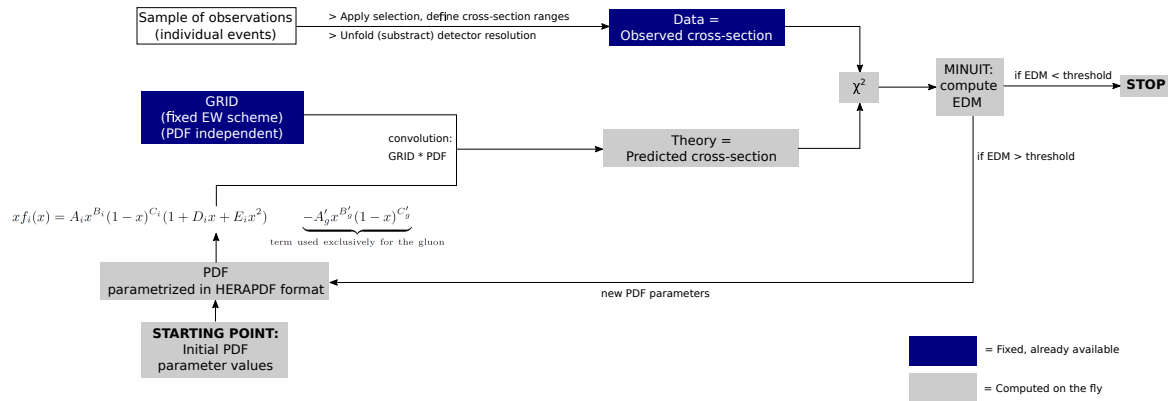 Sample of observations
(individual events)
> Apply selection, define cross-section ranges
> Unfold (substract) detector resolution
Data =
Observed cross-section
GRID
(fixed EW scheme)
(PDF independent)
convolution:
GRID * PDF
Theory =
Predicted cross-section
χ²
MINUIT:
compute
EDM
if EDM < threshold
STOP
if EDM > threshold
xf_i(x) = A_i x^{B_i}(1 − x)^{C_i}(1 + D_i x + E_i x²) −A'_g x^{B'_g}(1 − x)^{C'_g}
term used exclusively for the gluon
PDF
parametrized in HERAPDF format
new PDF parameters
STARTING POINT:
Initial PDF
parameter values
= Fixed, already available
= Computed on the fly